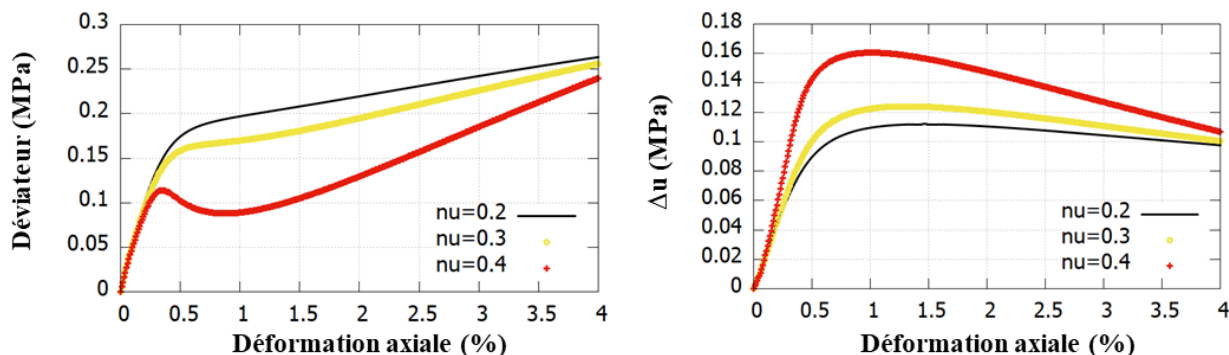 Déviateur (MPa)
0.3
0.25
0.2
0.15
0.1
0.05
0
nu=0.2
nu=0.3
nu=0.4
0 0.5 1 1.5 2 2.5 3 3.5 4
Déformation axiale (%)
Δu (MPa)
0.18
0.16
0.14
0.12
0.1
0.08
0.06
0.04
0.02
0
nu=0.2
nu=0.3
nu=0.4
0 0.5 1 1.5 2 2.5 3 3.5 4
Déformation axiale (%)